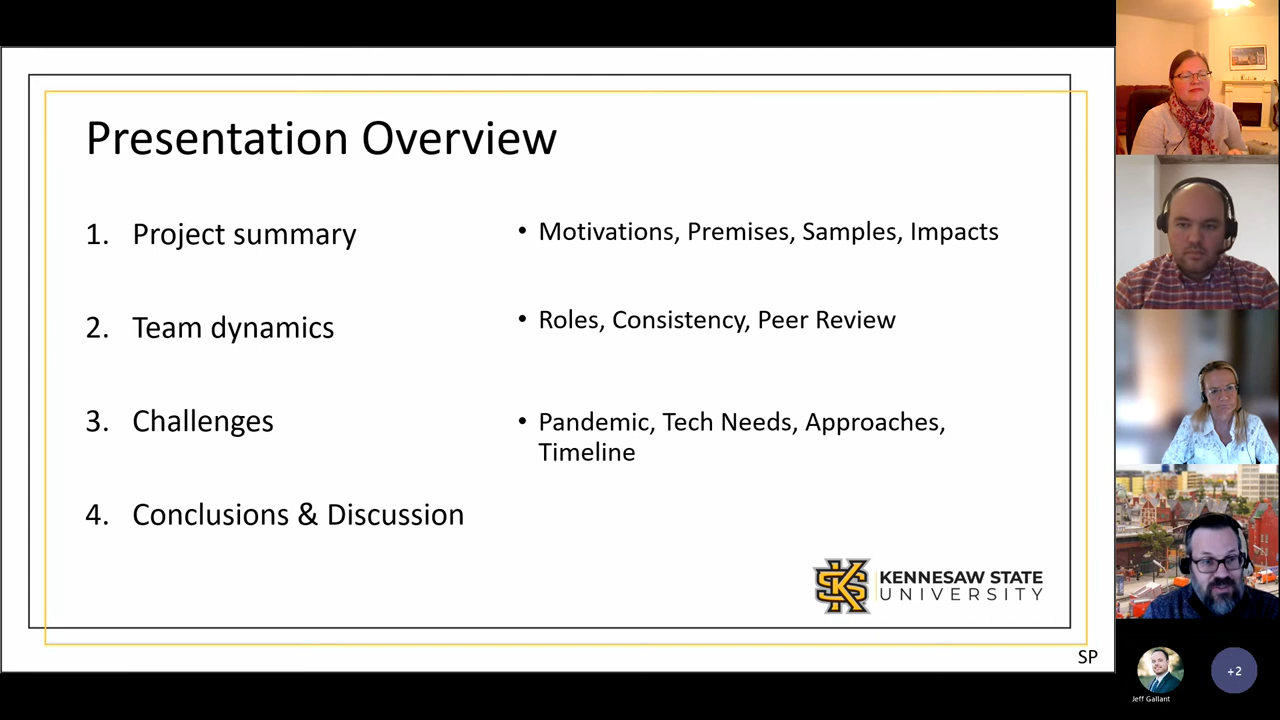 Presentation Overview
1. Project summary
• Motivations, Premises, Samples, Impacts
2. Team dynamics
• Roles, Consistency, Peer Review
3. Challenges
• Pandemic, Tech Needs, Approaches,
Timeline
4. Conclusions & Discussion
KENNESAW STATE
UNIVERSITY
SP
Jeff Gallant
+2